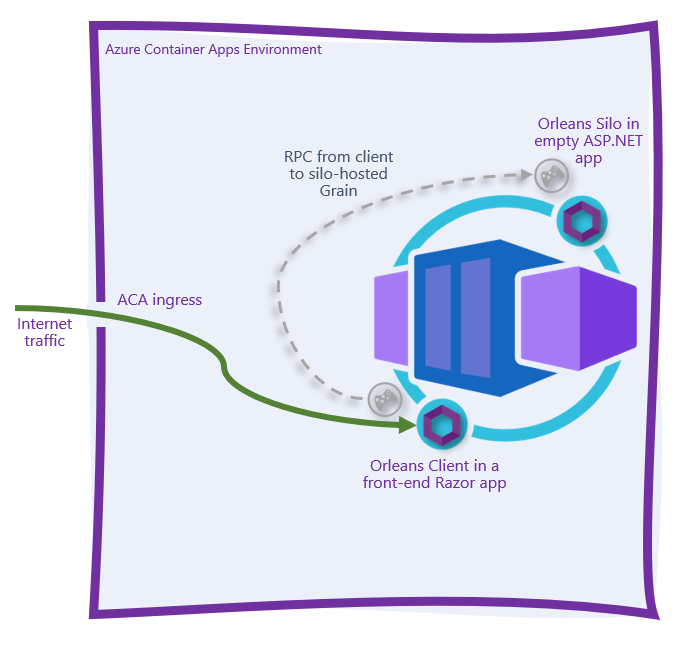 Azure Container Apps Environment
Orleans Silo in
empty ASP.NET
app
RPC from client
to silo-hosted
Grain
ACA ingress
Internet
traffic
Orleans Client in a
front-end Razor app